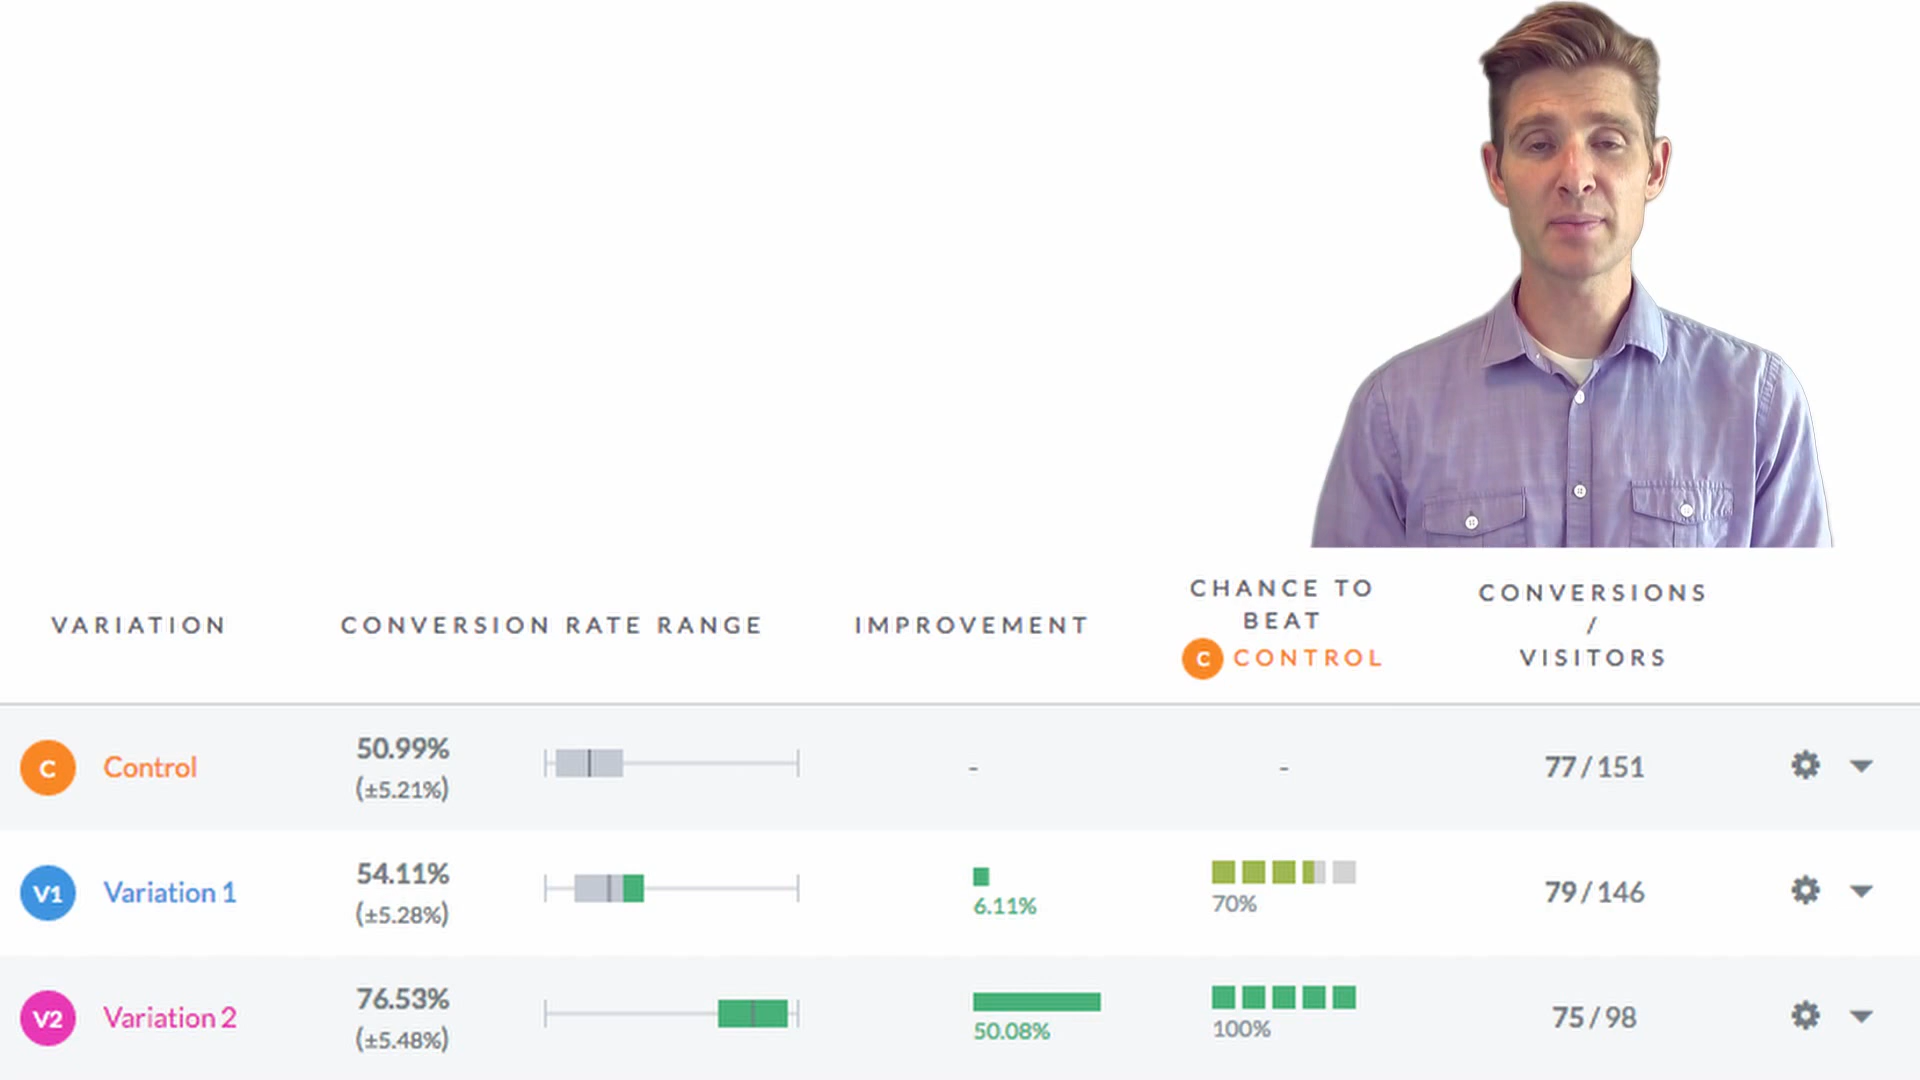 VARIATION
CONVERSION RATE RANGE
IMPROVEMENT
CHANCE TO
BEAT
C CONTROL
CONVERSIONS
/
VISITORS
C Control
50.99%
(±5.21%)
-
-
77 / 151
V1 Variation 1
54.11%
(±5.28%)
6.11%
70%
79 / 146
V2 Variation 2
76.53%
(±5.48%)
50.08%
100%
75 / 98